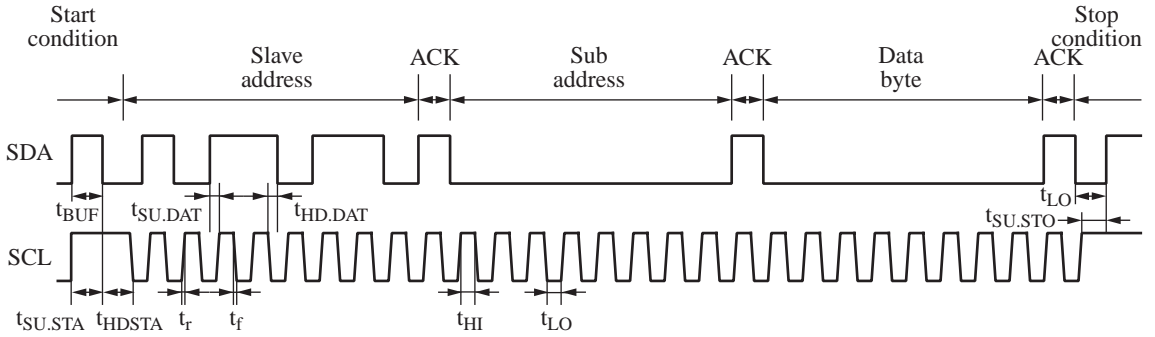 Start
condition
Slave
address
ACK
Sub
address
ACK
Data
byte
ACK
Stop
condition
SDA
tBUF
tSU.DAT
tHD.DAT
tLO
tSU.STO
SCL
tSU.STA
tHDSTA
tr
tf
tHI
tLO